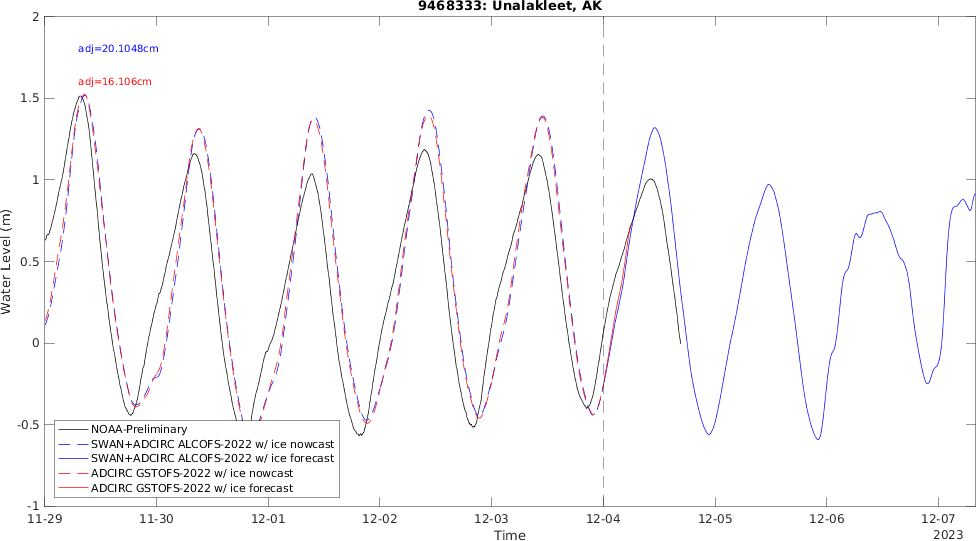 9468333: Unalakleet, AK
2
adj=20.1048cm
adj=16.106cm
1.5
1
0.5
0
-0.5
-1
Water Level (m)
NOAA-Preliminary
SWAN+ADCIRC ALCOFS-2022 w/ ice nowcast
SWAN+ADCIRC ALCOFS-2022 w/ ice forecast
ADCIRC GSTOFS-2022 w/ ice nowcast
ADCIRC GSTOFS-2022 w/ ice forecast
11-29 11-30 12-01 12-02 12-03 12-04 12-05 12-06 12-07
Time
2023